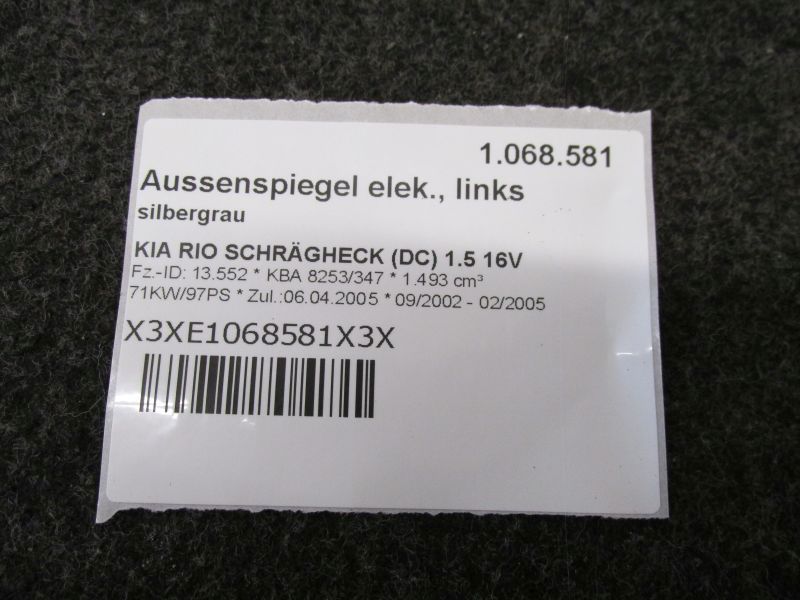 1.068.581
Aussenspiegel elek., links
silbergrau
KIA RIO SCHRÄGHECK (DC) 1.5 16V
Fz.-ID: 13.552 * KBA 8253/347 * 1.493 cm³
71KW/97PS * Zul.:06.04.2005 * 09/2002 - 02/2005
X3XE1068581X3X